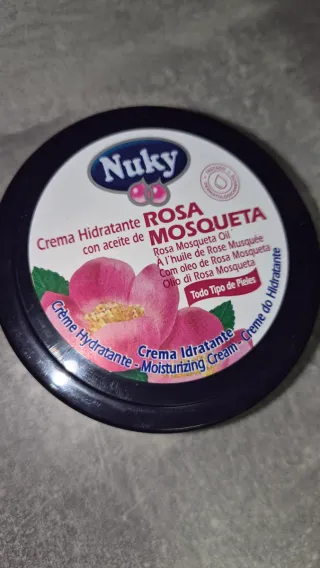 Nuky
Crema Hidratante ROSA
con aceite de MOSQUETA
Rosa Mosqueta Oil
À l'huile de Rose Musquée
Com oleo de Rosa Mosqueta
Olio di Rosa Mosqueta
Todo Tipo de Pieles
Crema Idratante
Crème Hydratante - Moisturizing Cream - Creme do Hidratante